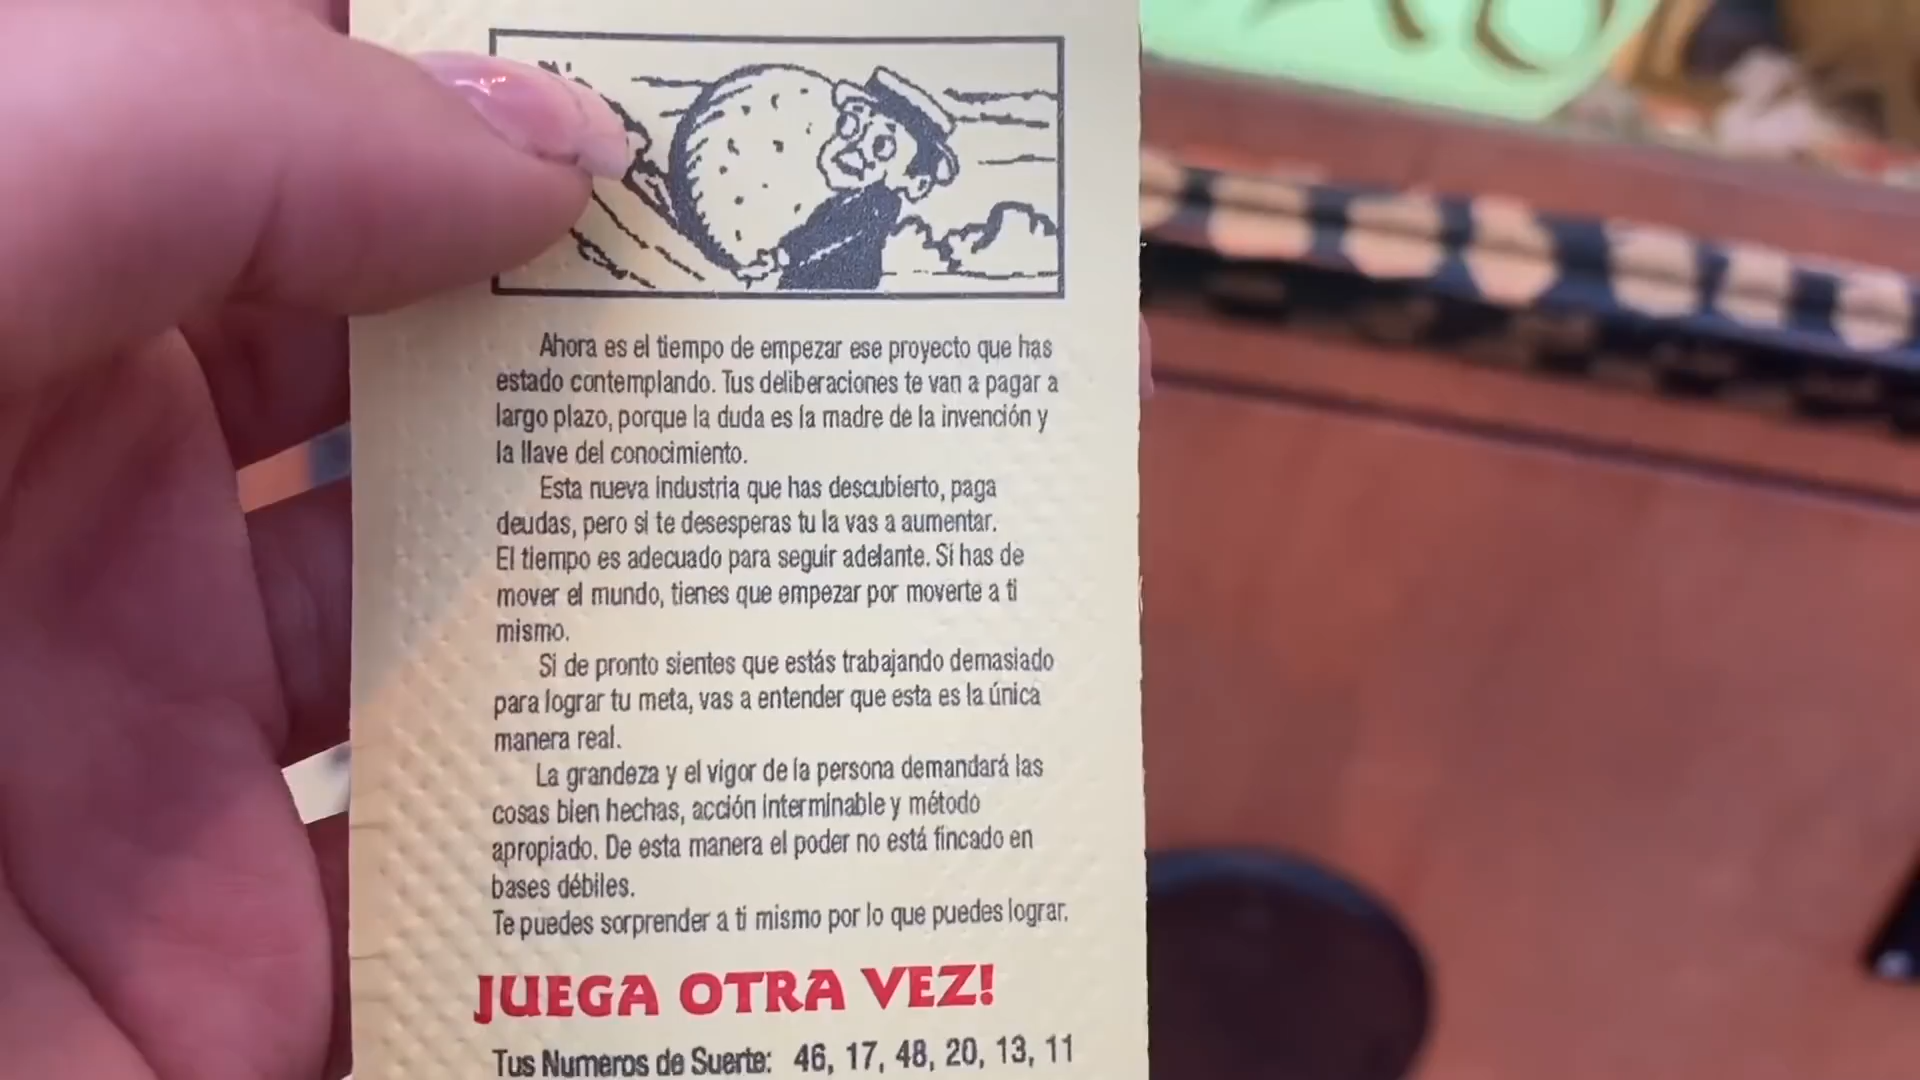 Ahora es el tiempo de empezar ese proyecto que has
estado contemplando. Tus deliberaciones te van a pagar a
largo plazo, porque la duda es la madre de la invención y
la llave del conocimiento.
Esta nueva industria que has descubierto, paga
deudas, pero si te desesperas tu la vas a aumentar.
El tiempo es adecuado para seguir adelante. Si has de
mover el mundo, tienes que empezar por moverte a ti
mismo.
Si de pronto sientes que estás trabajando demasiado
para lograr tu meta, vas a entender que esta es la única
manera real.
La grandeza y el vigor de la persona demandará las
cosas bien hechas, acción interminable y método
apropiado. De esta manera el poder no está fincado en
bases débiles.
Te puedes sorprender a ti mismo por lo que puedes lograr.
JUEGA OTRA VEZ!
Tus Numeros de Suerte: 46, 17, 48, 20, 13, 11